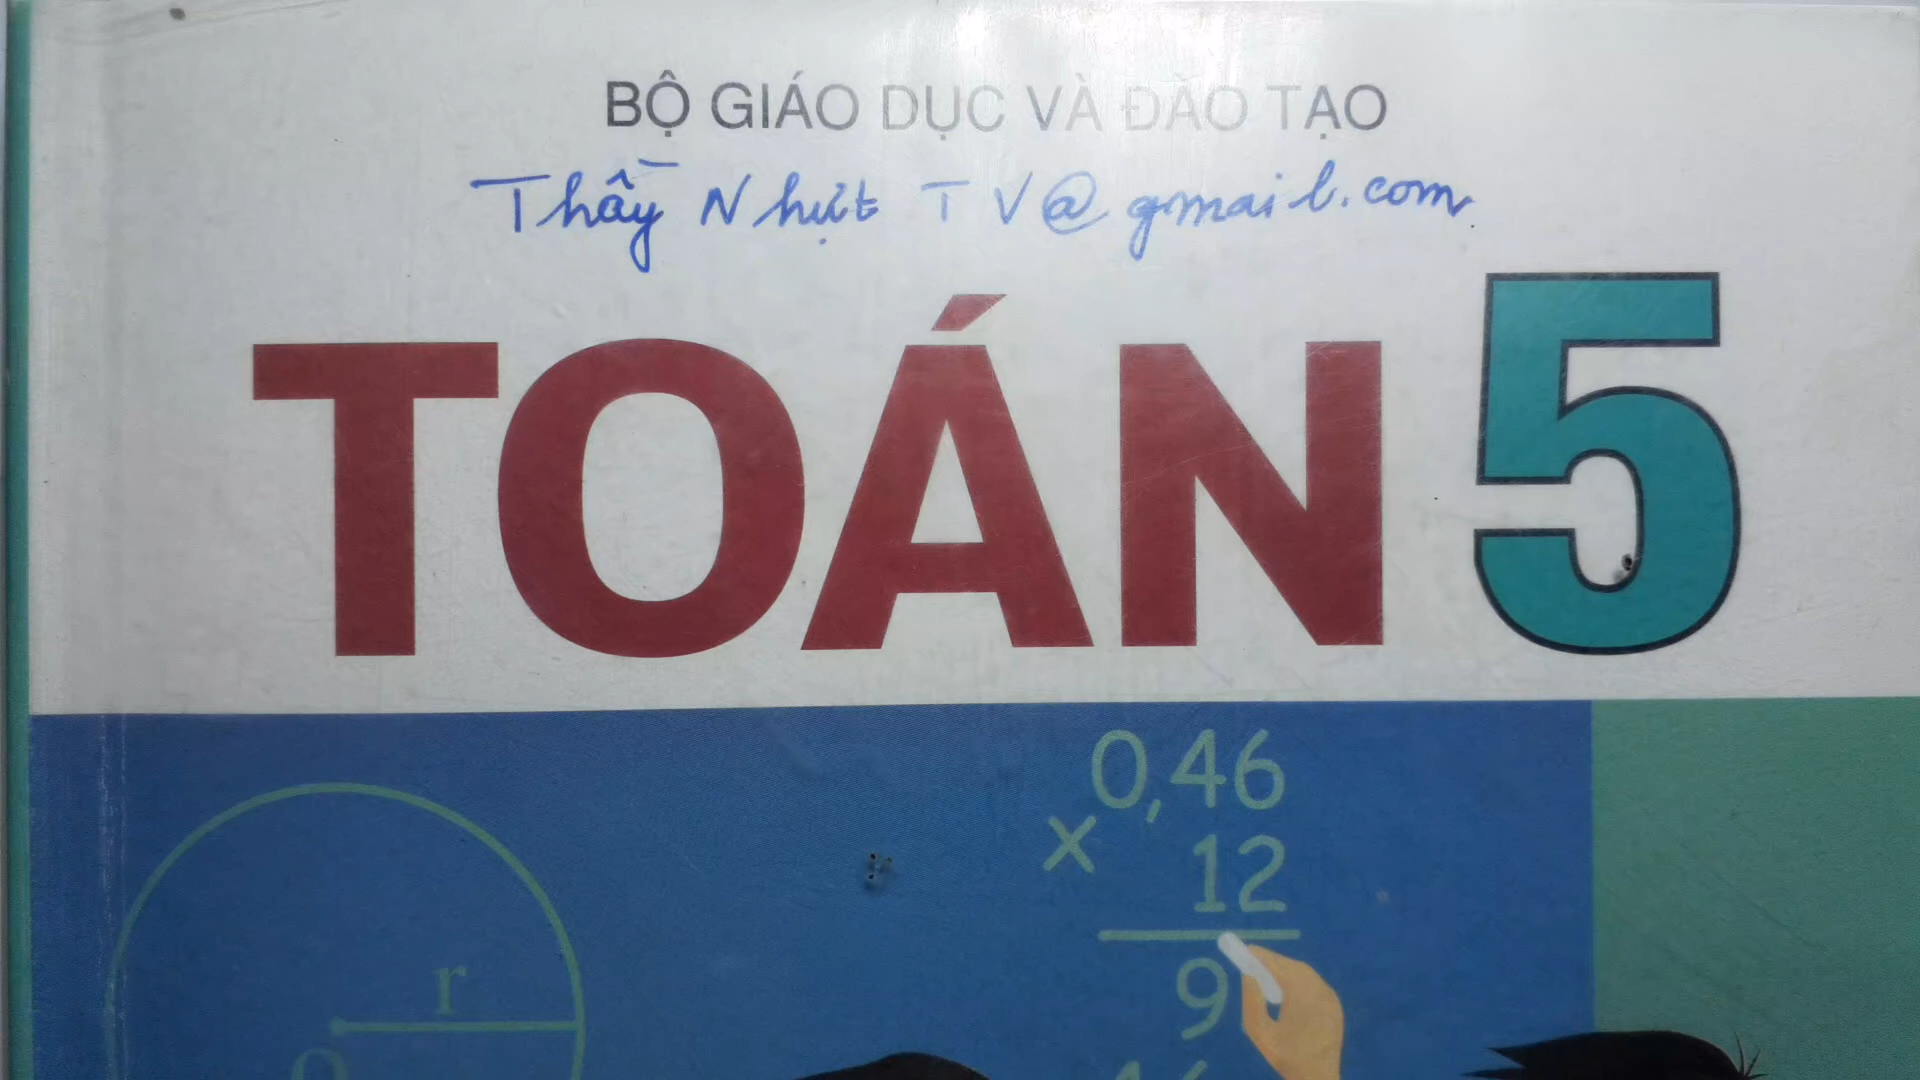 BỘ GIÁO DỤC VÀ ĐÀO TẠO
Thầy Nhựt TV@gmail.com
TOÁN 5
0,46
x
12
9
r
O